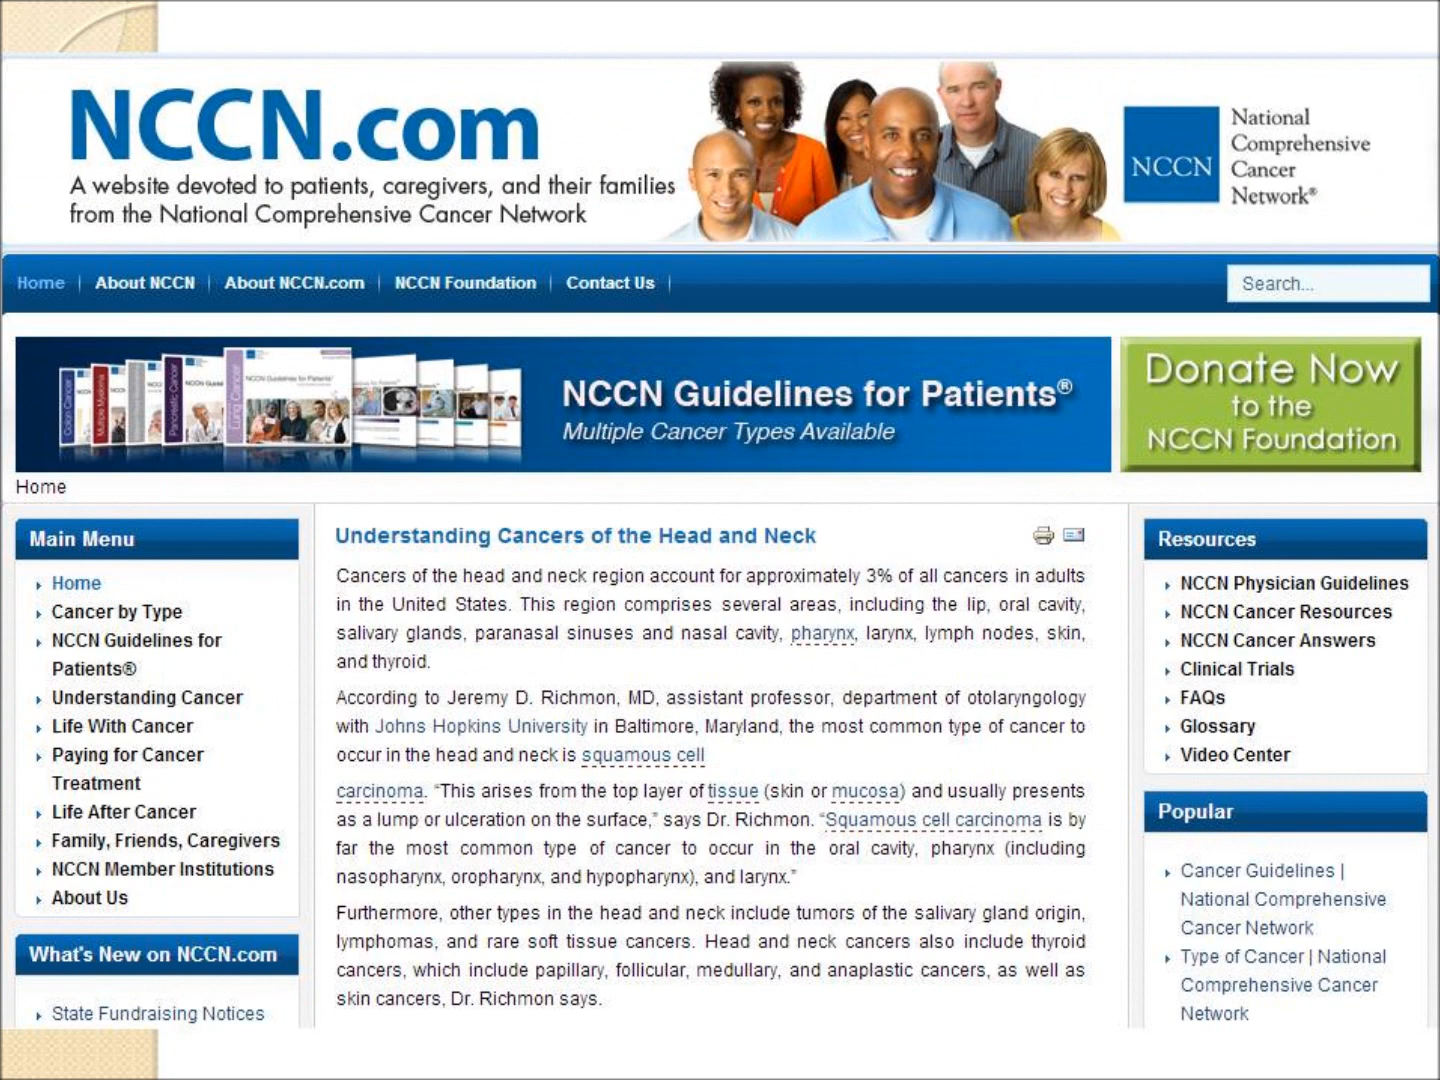 NCCN.com
A website devoted to patients, caregivers, and their families
from the National Comprehensive Cancer Network
NCCN
National
Comprehensive
Cancer
Network®
Home
About NCCN
About NCCN.com
NCCN Foundation
Contact Us
Search...
Colon Cancer
Multiple Myeloma
Pancreatic Cancer
Lung Cancer
NCCN Guidelines for Patients®
NCCN Guidelines for Patients®
Multiple Cancer Types Available
Donate Now
to the
NCCN Foundation
Home
Main Menu
Home
Cancer by Type
NCCN Guidelines for
Patients®
Understanding Cancer
Life With Cancer
Paying for Cancer
Treatment
Life After Cancer
Family, Friends, Caregivers
NCCN Member Institutions
About Us
What's New on NCCN.com
State Fundraising Notices
Understanding Cancers of the Head and Neck
Cancers of the head and neck region account for approximately 3% of all cancers in adults
in the United States. This region comprises several areas, including the lip, oral cavity,
salivary glands, paranasal sinuses and nasal cavity, pharynx, larynx, lymph nodes, skin,
and thyroid.
According to Jeremy D. Richmon, MD, assistant professor, department of otolaryngology
with Johns Hopkins University in Baltimore, Maryland, the most common type of cancer to
occur in the head and neck is squamous cell
carcinoma. “This arises from the top layer of tissue (skin or mucosa) and usually presents
as a lump or ulceration on the surface,” says Dr. Richmon. “Squamous cell carcinoma is by
far the most common type of cancer to occur in the oral cavity, pharynx (including
nasopharynx, oropharynx, and hypopharynx), and larynx.”
Furthermore, other types in the head and neck include tumors of the salivary gland origin,
lymphomas, and rare soft tissue cancers. Head and neck cancers also include thyroid
cancers, which include papillary, follicular, medullary, and anaplastic cancers, as well as
skin cancers, Dr. Richmon says.
Resources
NCCN Physician Guidelines
NCCN Cancer Resources
NCCN Cancer Answers
Clinical Trials
FAQs
Glossary
Video Center
Popular
Cancer Guidelines |
National Comprehensive
Cancer Network
Type of Cancer | National
Comprehensive Cancer
Network